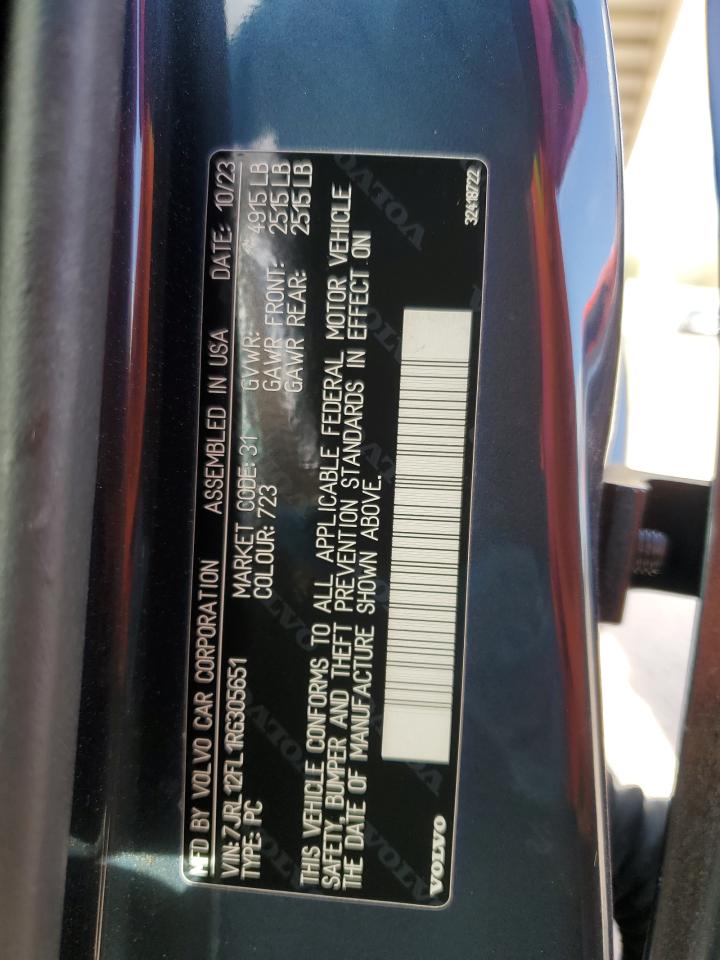 MFD BY VOLVO CAR CORPORATION ASSEMBLED IN USA DATE: 10/23
VIN: 7JRL12FL1RG305651 MARKET CODE: 31 GVWR: 4915 LB
TYPE: PC COLOUR: 723 GAWR FRONT: 2515 LB
GAWR REAR: 2515 LB
THIS VEHICLE CONFORMS TO ALL APPLICABLE FEDERAL MOTOR VEHICLE
SAFETY, BUMPER AND THEFT PREVENTION STANDARDS IN EFFECT ON
THE DATE OF MANUFACTURE SHOWN ABOVE.
VOLVO 32418722